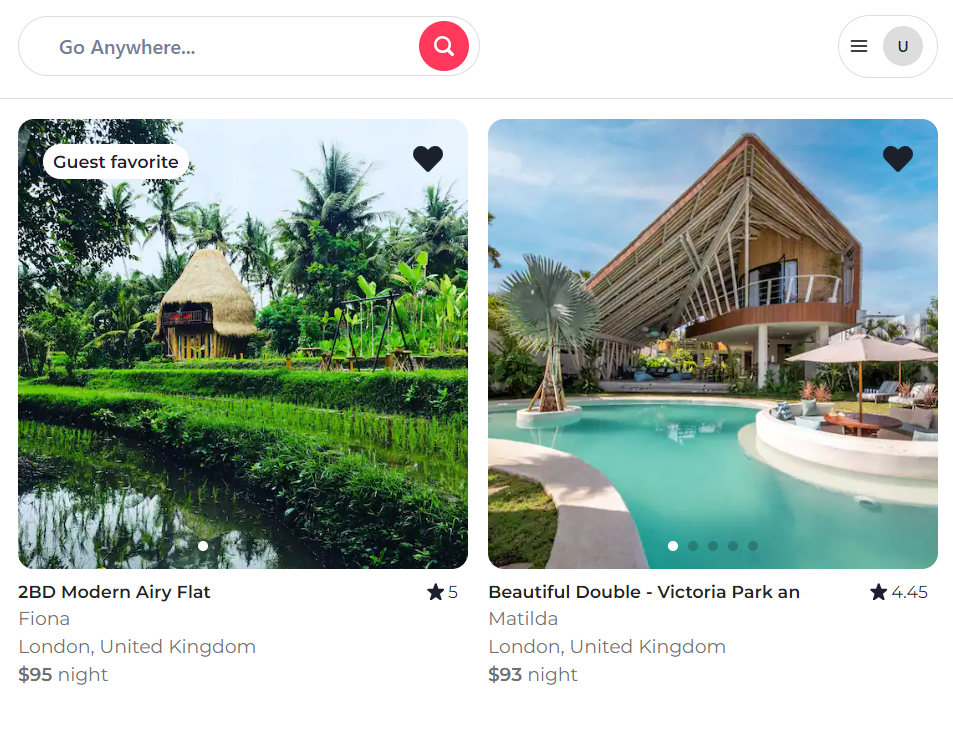 Go Anywhere...
U
Guest favorite
2BD Modern Airy Flat
5
Fiona
London, United Kingdom
$95 night
Beautiful Double - Victoria Park an
4.45
Matilda
London, United Kingdom
$93 night